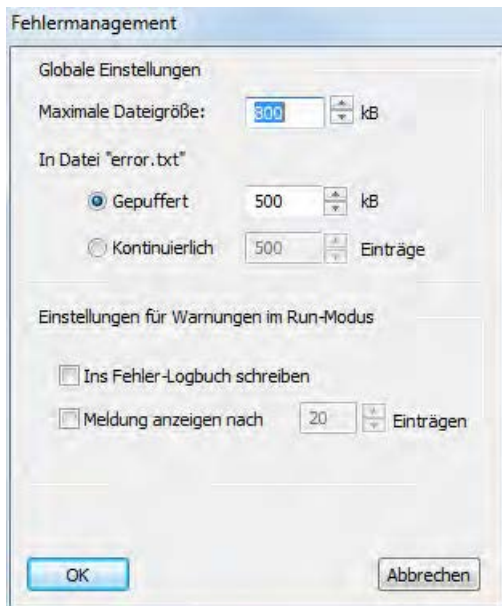 Fehlermanagement
Globale Einstellungen
Maximale Dateigröße: 800 kB
In Datei "error.txt"
Gepuffert 500 kB
Kontinuierlich 500 Einträge
Einstellungen für Warnungen im Run-Modus
Ins Fehler-Logbuch schreiben
Meldung anzeigen nach 20 Einträgen
OK Abbrechen